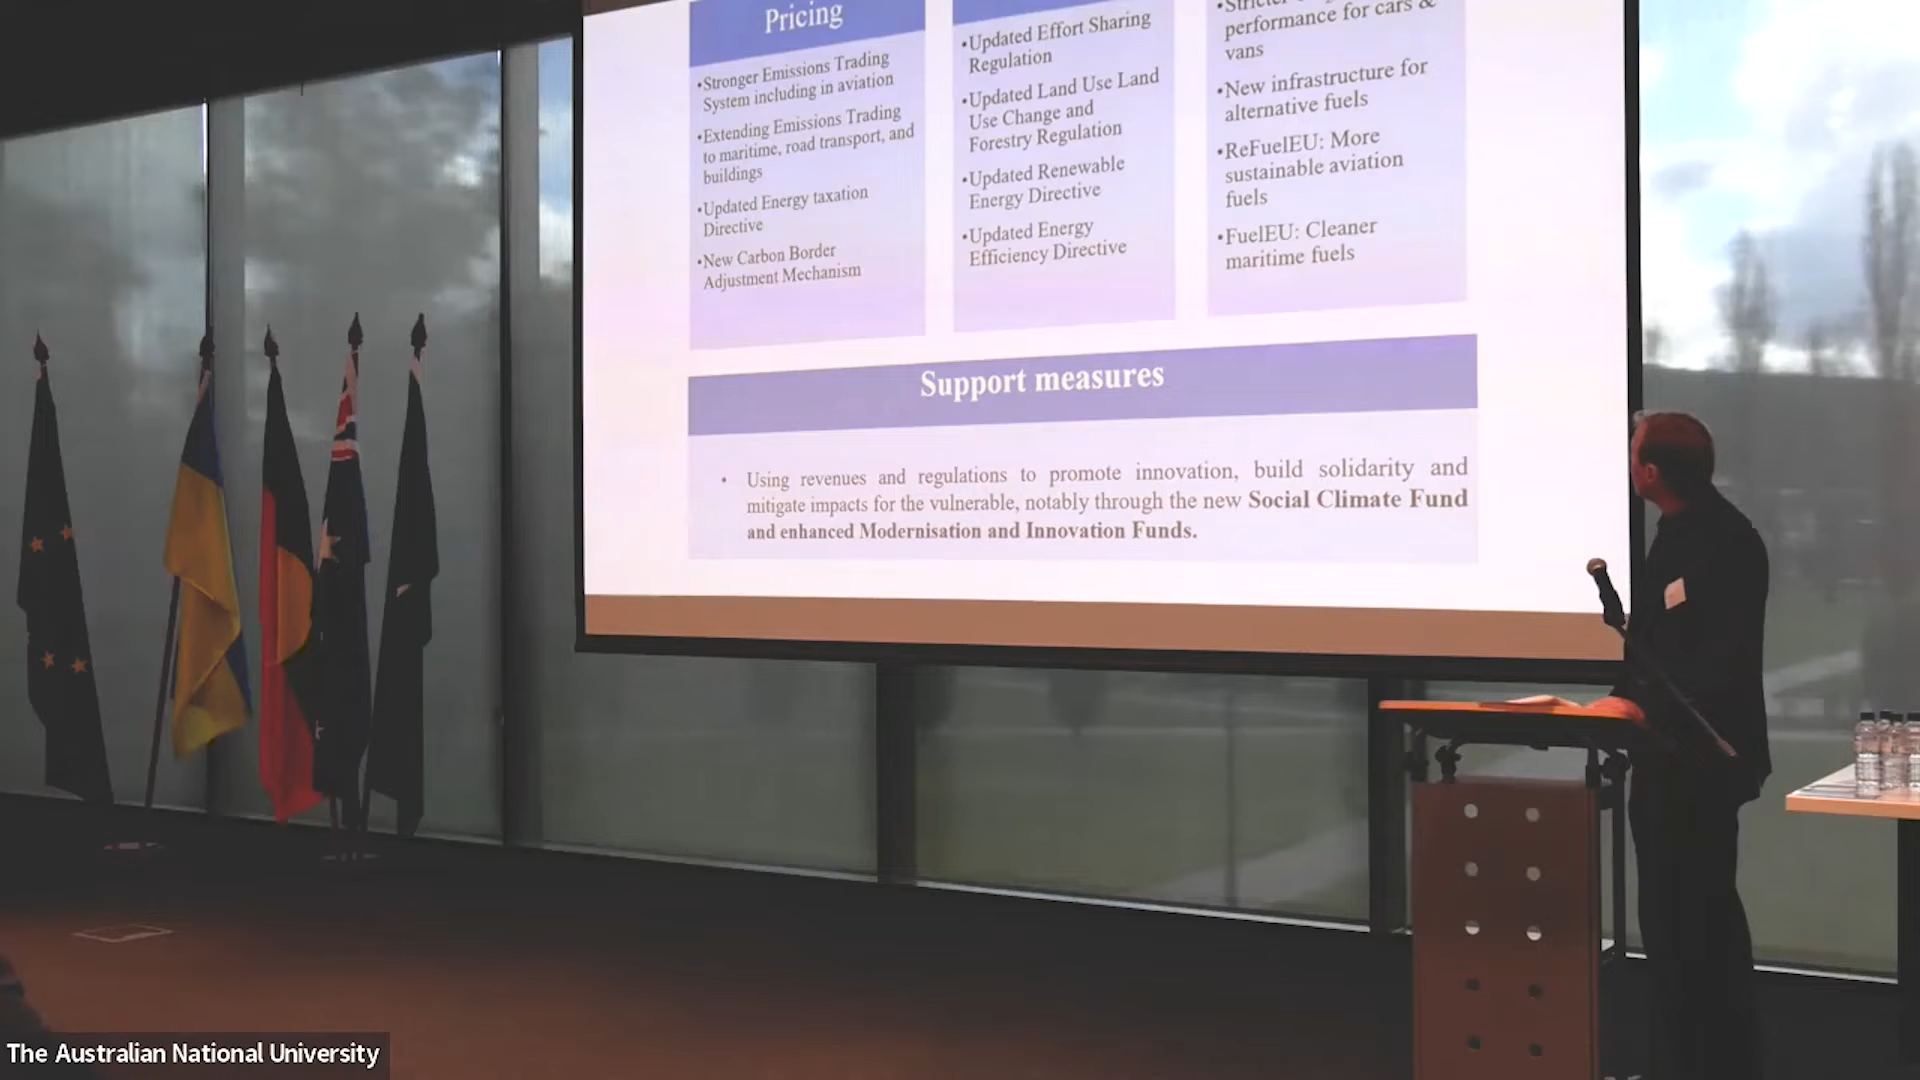 Pricing
•Stronger Emissions Trading
System including in aviation
•Extending Emissions Trading
to maritime, road transport, and
buildings
•Updated Energy taxation
Directive
•New Carbon Border
Adjustment Mechanism
•Updated Effort Sharing
Regulation
•Updated Land Use Land
Use Change and
Forestry Regulation
•Updated Renewable
Energy Directive
•Updated Energy
Efficiency Directive
performance for cars &
vans
•New infrastructure for
alternative fuels
•ReFuelEU: More
sustainable aviation
fuels
•FuelEU: Cleaner
maritime fuels
Support measures
• Using revenues and regulations to promote innovation, build solidarity and
mitigate impacts for the vulnerable, notably through the new Social Climate Fund
and enhanced Modernisation and Innovation Funds.
The Australian National University